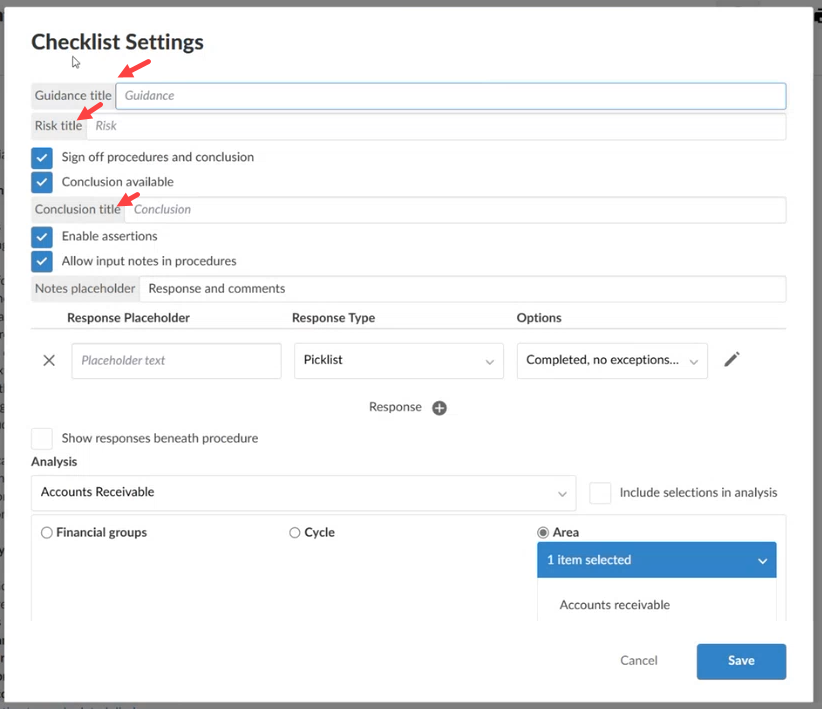 Checklist Settings
Guidance title Guidance
Risk title Risk
Sign off procedures and conclusion
Conclusion available
Conclusion title Conclusion
Enable assertions
Allow input notes in procedures
Notes placeholder Response and comments
Response Placeholder Response Type Options
Placeholder text Picklist Completed, no exceptions...
Response
Show responses beneath procedure
Analysis
Accounts Receivable Include selections in analysis
Financial groups Cycle Area
1 item selected
Accounts receivable
Cancel Save